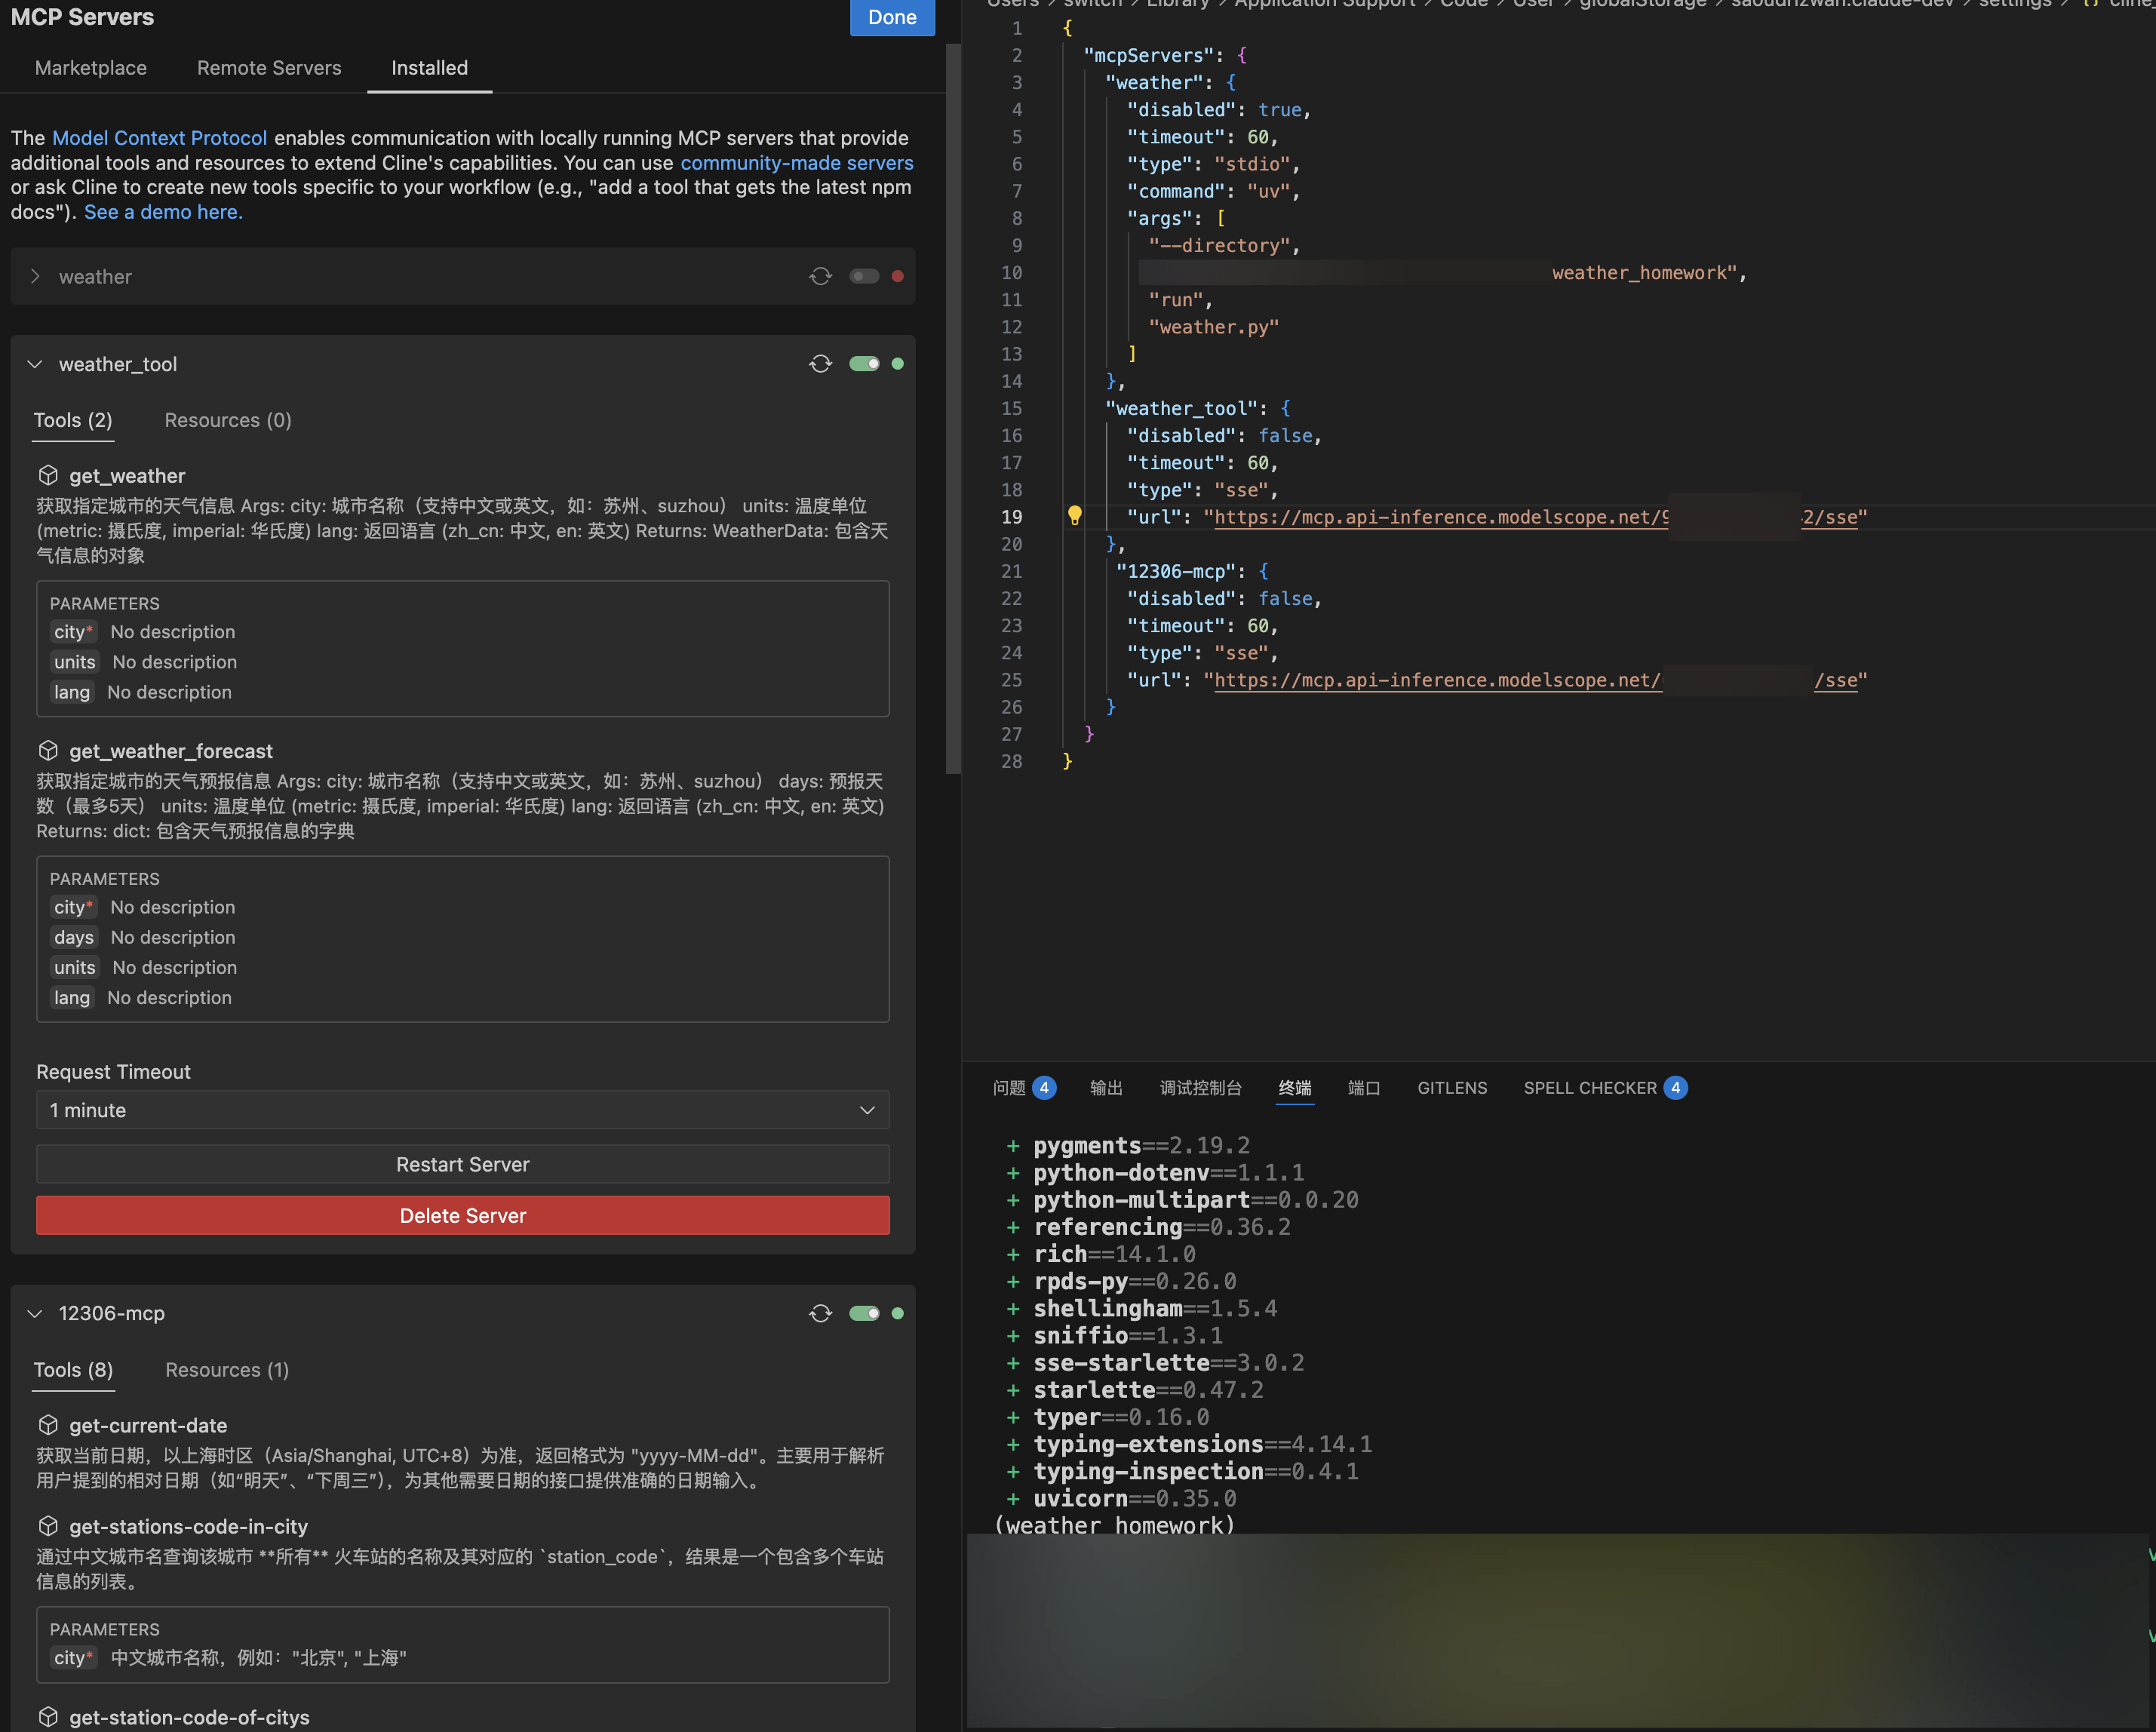 MCP Servers
Done
Marketplace
Remote Servers
Installed
The Model Context Protocol enables communication with locally running MCP servers that provide
additional tools and resources to extend Cline's capabilities. You can use community-made servers
or ask Cline to create new tools specific to your workflow (e.g., "add a tool that gets the latest npm
docs"). See a demo here.
weather
weather_tool
Tools (2)
Resources (0)
get_weather
获取指定城市的天气信息 Args: city: 城市名称（支持中文或英文，如：苏州、suzhou） units: 温度单位
(metric: 摄氏度, imperial: 华氏度) lang: 返回语言 (zh_cn: 中文, en: 英文) Returns: WeatherData: 包含天
气信息的对象
PARAMETERS
city* No description
units No description
lang No description
get_weather_forecast
获取指定城市的天气预报信息 Args: city: 城市名称（支持中文或英文，如：苏州、suzhou） days: 预报天
数（最多5天） units: 温度单位 (metric: 摄氏度, imperial: 华氏度) lang: 返回语言 (zh_cn: 中文, en: 英文)
Returns: dict: 包含天气预报信息的字典
PARAMETERS
city* No description
days No description
units No description
lang No description
Request Timeout
1 minute
Restart Server
Delete Server
12306-mcp
Tools (8)
Resources (1)
get-current-date
获取当前日期，以上海时区（Asia/Shanghai, UTC+8）为准，返回格式为 "yyyy-MM-dd"。主要用于解析
用户提到的相对日期（如“明天”、“下周三”），为其他需要日期的接口提供准确的日期输入。
get-stations-code-in-city
通过中文城市名查询该城市 **所有** 火车站的名称及其对应的 `station_code`，结果是一个包含多个车站
信息的列表。
PARAMETERS
city* 中文城市名称，例如："北京", "上海"
get-station-code-of-citys
Users > switch > Library > Application Support > Code > User > globalStorage > saoudrizwan.claude-dev > settings > {} cline_
1 {
2 "mcpServers": {
3 "weather": {
4 "disabled": true,
5 "timeout": 60,
6 "type": "stdio",
7 "command": "uv",
8 "args": [
9 "--directory",
10 weather_homework",
11 "run",
12 "weather.py"
13 ]
14 },
15 "weather_tool": {
16 "disabled": false,
17 "timeout": 60,
18 "type": "sse",
19 "url": "https://mcp.api-inference.modelscope.net/9 2/sse"
20 },
21 "12306-mcp": {
22 "disabled": false,
23 "timeout": 60,
24 "type": "sse",
25 "url": "https://mcp.api-inference.modelscope.net/ /sse"
26 }
27 }
28 }
问题 4
输出
调试控制台
终端
端口
GITLENS
SPELL CHECKER 4
+ pygments==2.19.2
+ python-dotenv==1.1.1
+ python-multipart==0.0.20
+ referencing==0.36.2
+ rich==14.1.0
+ rpds-py==0.26.0
+ shellingham==1.5.4
+ sniffio==1.3.1
+ sse-starlette==3.0.2
+ starlette==0.47.2
+ typer==0.16.0
+ typing-extensions==4.14.1
+ typing-inspection==0.4.1
+ uvicorn==0.35.0
(weather_homework)